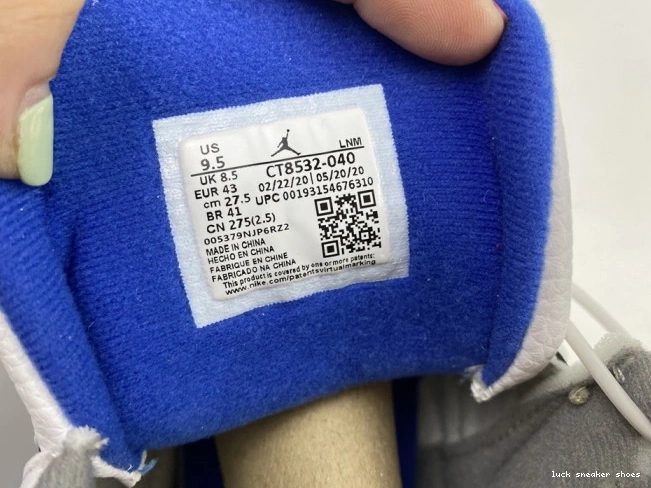 US LNM
9.5 CT8532-040
UK 8.5 02/22/20 | 05/20/20
EUR 43 UPC 00193154676310
cm 27.5
BR 41
CN 275(2.5)
005379NJP6RZ2
MADE IN CHINA
HECHO EN CHINA
FABRIQUE EN CHINE
FABRICADO NA CHINA
This product is covered by one or more patents:
www.nike.com/patentsvirtualmarking
luck sneaker shoes